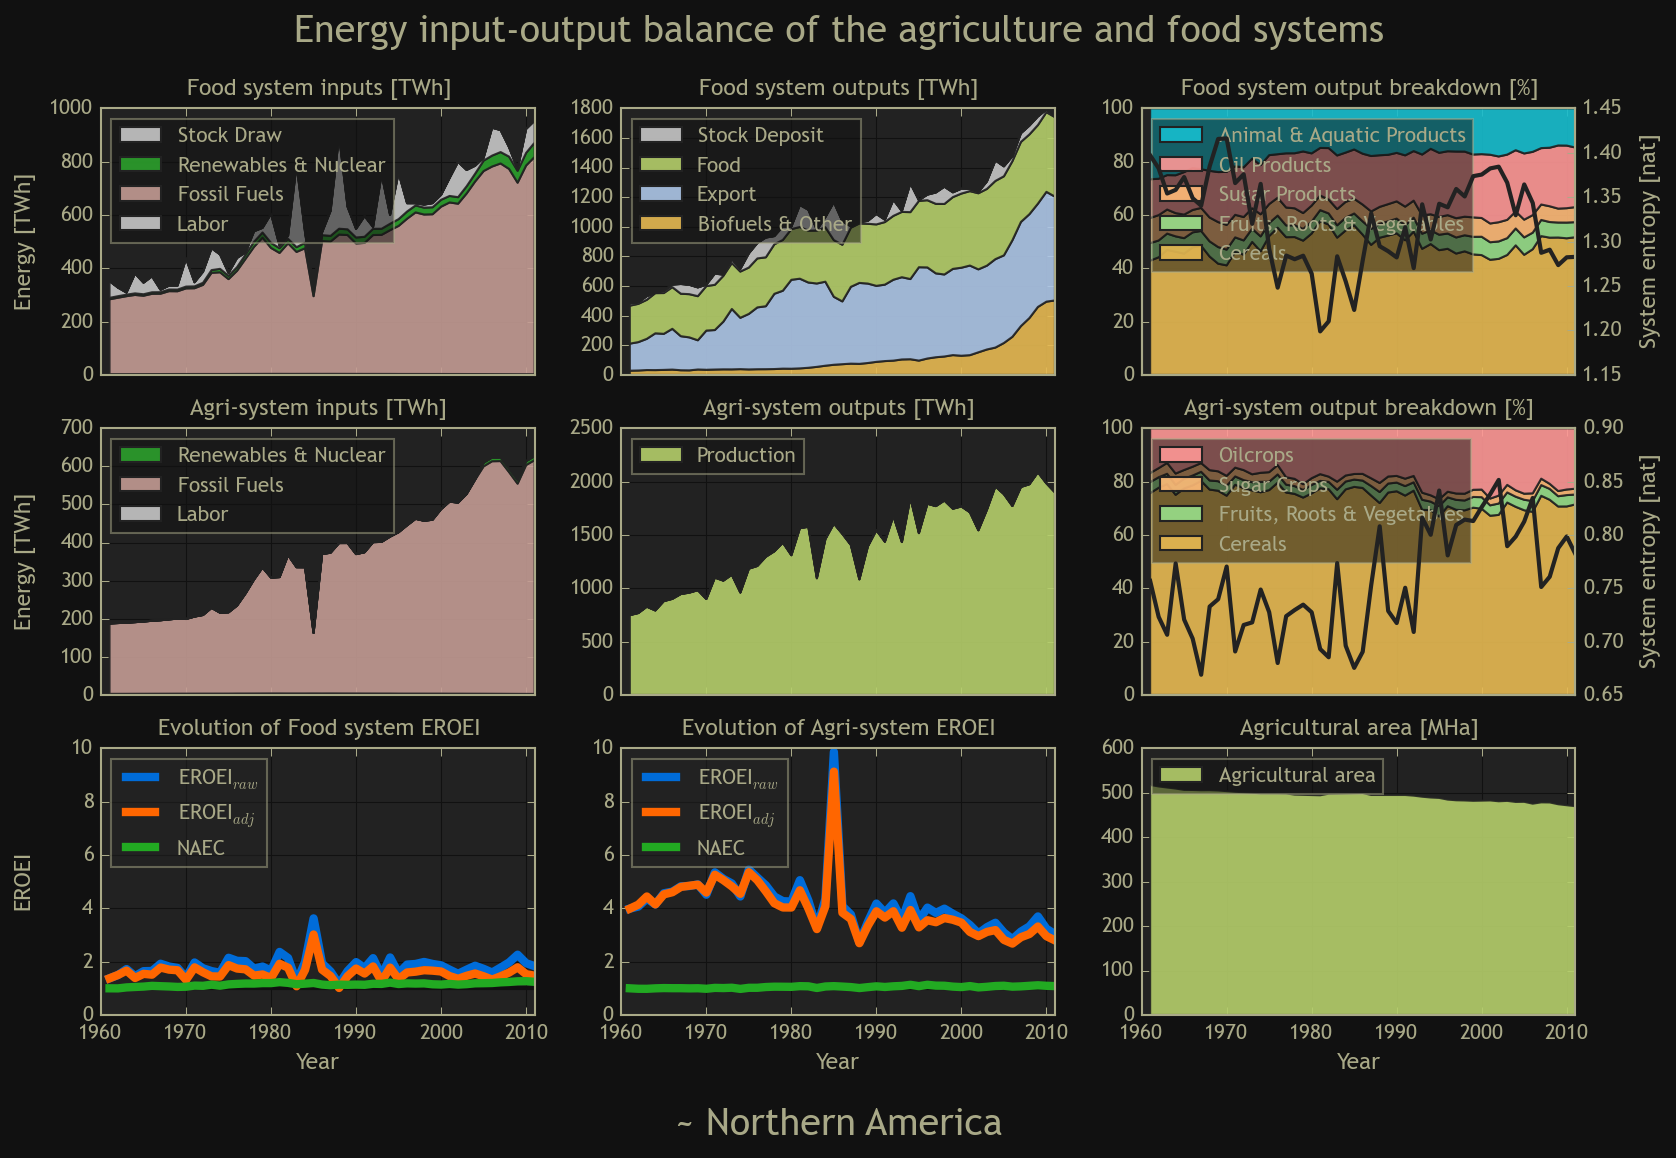 Energy input-output balance of the agriculture and food systems
Food system inputs [TWh]
Energy [TWh]
1000
800
600
400
200
0
Stock Draw
Renewables & Nuclear
Fossil Fuels
Labor
Food system outputs [TWh]
1800
1600
1400
1200
1000
800
600
400
200
0
Stock Deposit
Food
Export
Biofuels & Other
Food system output breakdown [%]
100
80
60
40
20
0
Animal & Aquatic Products
Oil Products
Sugar Products
Fruits, Roots & Vegetables
Cereals
1.45
1.40
1.35
1.30
1.25
1.20
1.15
System entropy [nat]
Agri-system inputs [TWh]
Energy [TWh]
700
600
500
400
300
200
100
0
Renewables & Nuclear
Fossil Fuels
Labor
Agri-system outputs [TWh]
2500
2000
1500
1000
500
0
Production
Agri-system output breakdown [%]
100
80
60
40
20
0
Oilcrops
Sugar Crops
Fruits, Roots & Vegetables
Cereals
0.90
0.85
0.80
0.75
0.70
0.65
System entropy [nat]
Evolution of Food system EROEI
EROEI
10
8
6
4
2
0
EROEI_raw
EROEI_adj
NAEC
1960 1970 1980 1990 2000 2010
Year
Evolution of Agri-system EROEI
10
8
6
4
2
0
EROEI_raw
EROEI_adj
NAEC
1960 1970 1980 1990 2000 2010
Year
Agricultural area [MHa]
600
500
400
300
200
100
0
Agricultural area
1960 1970 1980 1990 2000 2010
Year
~ Northern America